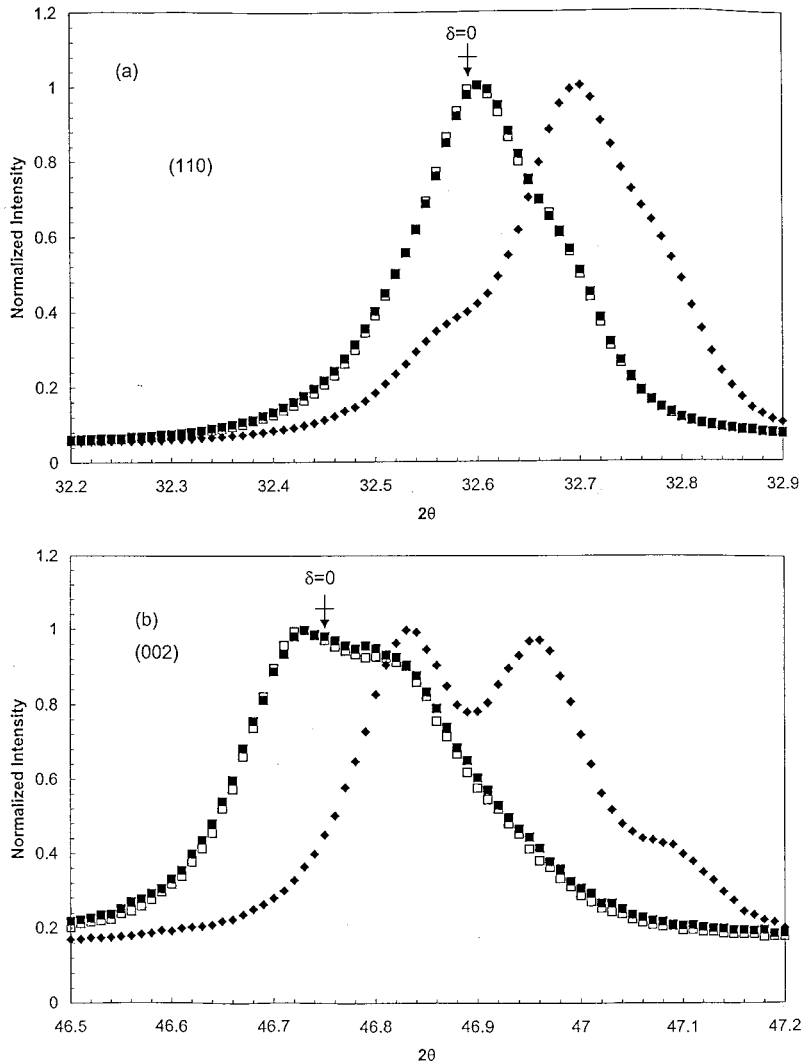 δ=0
(a)
(110)
Normalized Intensity
1.2
1
0.8
0.6
0.4
0.2
0
32.2 32.3 32.4 32.5 32.6 32.7 32.8 32.9
2θ
δ=0
(b)
(002)
Normalized Intensity
1.2
1
0.8
0.6
0.4
0.2
0
46.5 46.6 46.7 46.8 46.9 47 47.1 47.2
2θ